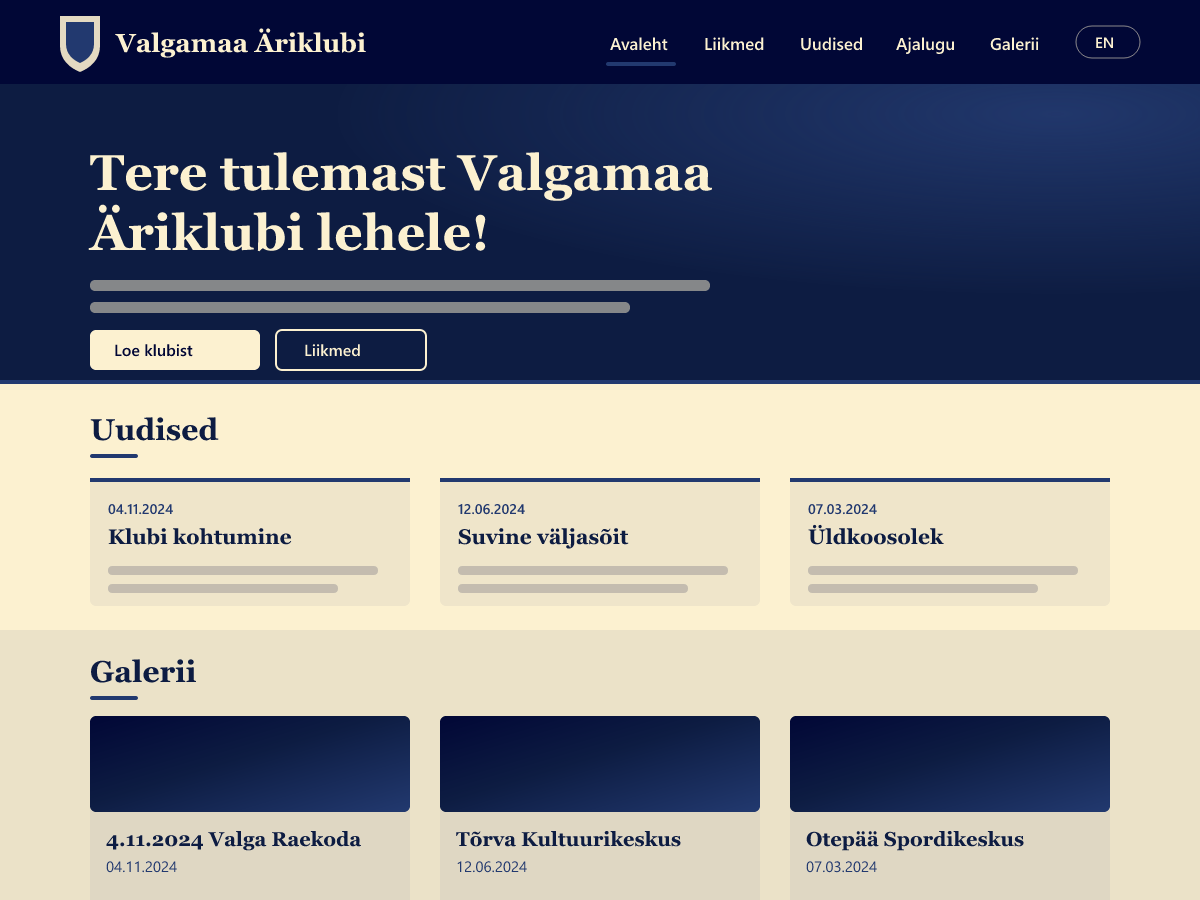 Valgamaa Äriklubi
Avaleht Liikmed Uudised Ajalugu Galerii EN
Tere tulemast Valgamaa
Äriklubi lehele!
Loe klubist Liikmed
Uudised
04.11.2024
Klubi kohtumine
12.06.2024
Suvine väljasõit
07.03.2024
Üldkoosolek
Galerii
4.11.2024 Valga Raekoda
04.11.2024
Tõrva Kultuurikeskus
12.06.2024
Otepää Spordikeskus
07.03.2024